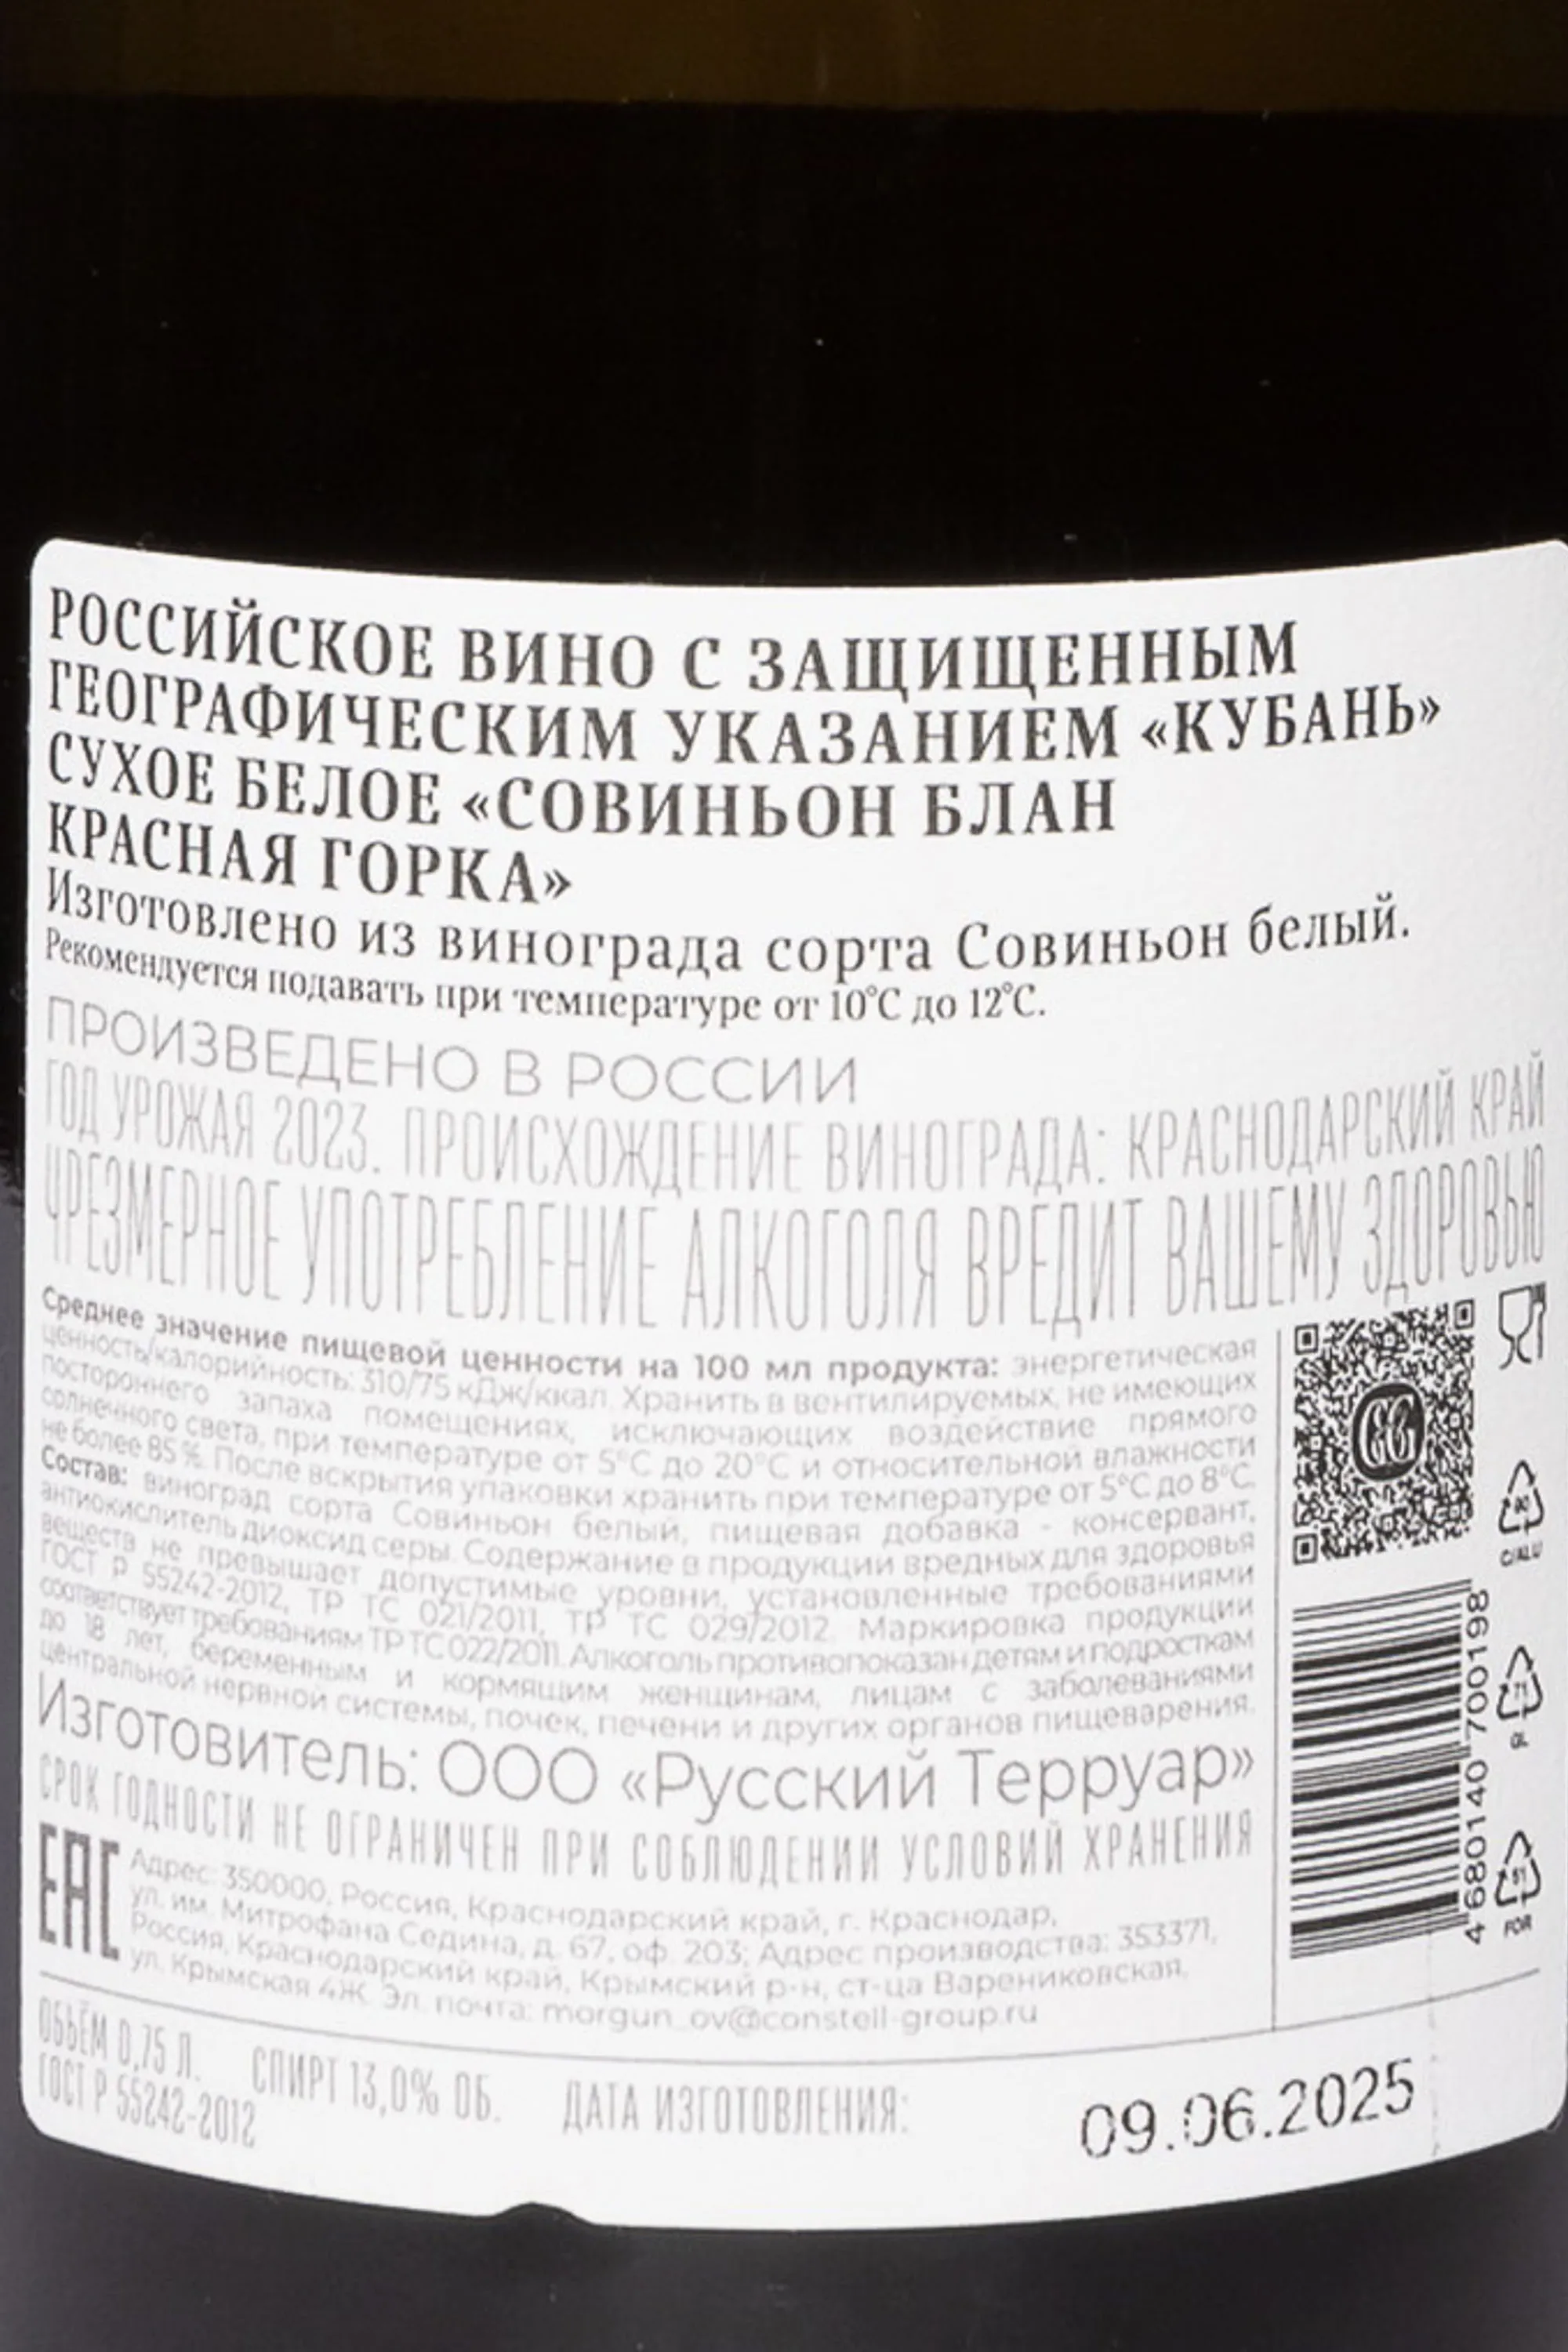 РОССИЙСКОЕ ВИНО С ЗАЩИЩЕННЫМ
ГЕОГРАФИЧЕСКИМ УКАЗАНИЕМ «КУБАНЬ»
СУХОЕ БЕЛОЕ «СОВИНЬОН БЛАН
КРАСНАЯ ГОРКА»
Изготовлено из винограда сорта Совиньон белый.
Рекомендуется подавать при температуре от 10°С до 12°С.
ПРОИЗВЕДЕНО В РОССИИ
ГОД УРОЖАЯ 2023. ПРОИСХОЖДЕНИЕ ВИНОГРАДА: КРАСНОДАРСКИЙ КРАЙ
ЧРЕЗМЕРНОЕ УПОТРЕБЛЕНИЕ АЛКОГОЛЯ ВРЕДИТ ВАШЕМУ ЗДОРОВЬЮ
Среднее значение пищевой ценности на 100 мл продукта: энергетическая
ценность/калорийность: 310/75 кДж/ккал. Хранить в вентилируемых, не имеющих
постороннего запаха помещениях, исключающих воздействие прямого
солнечного света, при температуре от 5°С до 20°С и относительной влажности
не более 85 %. После вскрытия упаковки хранить при температуре от 5°С до 8°С.
Состав: виноград сорта Совиньон белый, пищевая добавка - консервант,
антиокислитель диоксид серы. Содержание в продукции вредных для здоровья
веществ не превышает допустимые уровни, установленные требованиями
ГОСТ Р 55242-2012, ТР ТС 021/2011, ТР ТС 029/2012. Маркировка продукции
соответствует требованиям ТР ТС 022/2011. Алкоголь противопоказан детям и подросткам
до 18 лет, беременным и кормящим женщинам, лицам с заболеваниями
центральной нервной системы, почек, печени и других органов пищеварения.
Изготовитель: ООО «Русский Терруар»
СРОК ГОДНОСТИ НЕ ОГРАНИЧЕН ПРИ СОБЛЮДЕНИИ УСЛОВИЙ ХРАНЕНИЯ
ЕАС
Адрес: 350000, Россия, Краснодарский край, г. Краснодар,
ул. им. Митрофана Седина, д. 67, оф. 203; Адрес производства: 353371,
Россия, Краснодарский край, Крымский р-н, ст-ца Варениковская,
ул. Крымская 4Ж. Эл. почта: morgun_ov@constell-group.ru
4 680140 700198
C/ALU
71
GL
51
FOR
ОБЪЁМ 0,75 Л. СПИРТ 13,0% ОБ. ДАТА ИЗГОТОВЛЕНИЯ: 09.06.2025
ГОСТ Р 55242-2012